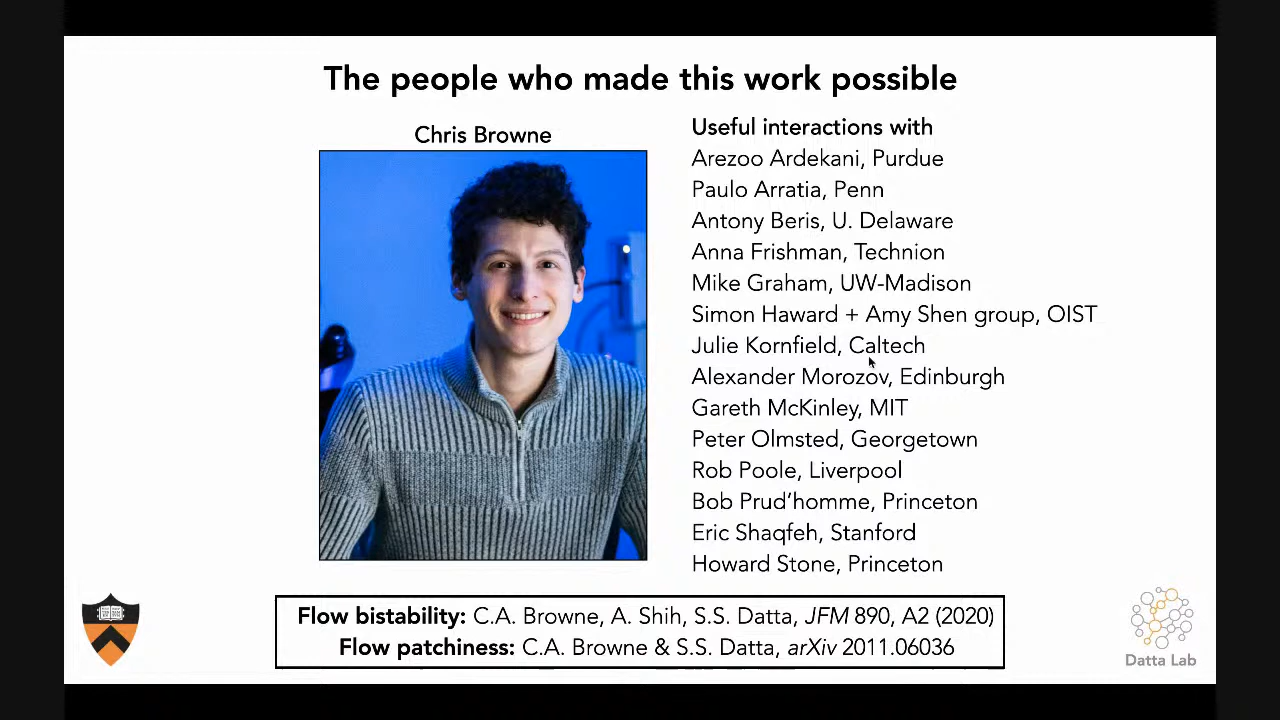 The people who made this work possible
Chris Browne
Useful interactions with
Arezoo Ardekani, Purdue
Paulo Arratia, Penn
Antony Beris, U. Delaware
Anna Frishman, Technion
Mike Graham, UW-Madison
Simon Haward + Amy Shen group, OIST
Julie Kornfield, Caltech
Alexander Morozov, Edinburgh
Gareth McKinley, MIT
Peter Olmsted, Georgetown
Rob Poole, Liverpool
Bob Prud’homme, Princeton
Eric Shaqfeh, Stanford
Howard Stone, Princeton
Flow bistability: C.A. Browne, A. Shih, S.S. Datta, JFM 890, A2 (2020)
Flow patchiness: C.A. Browne & S.S. Datta, arXiv 2011.06036
Datta Lab